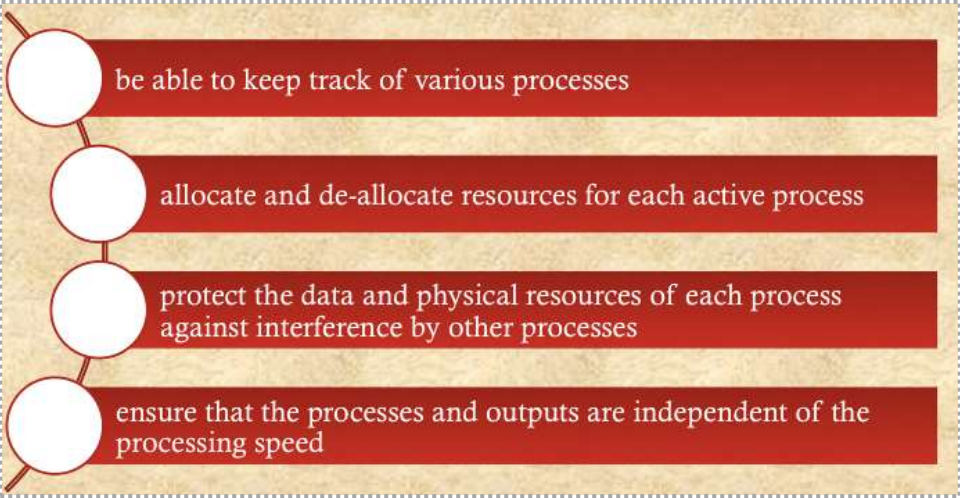 be able to keep track of various processes
allocate and de-allocate resources for each active process
protect the data and physical resources of each process
against interference by other processes
ensure that the processes and outputs are independent of the
processing speed